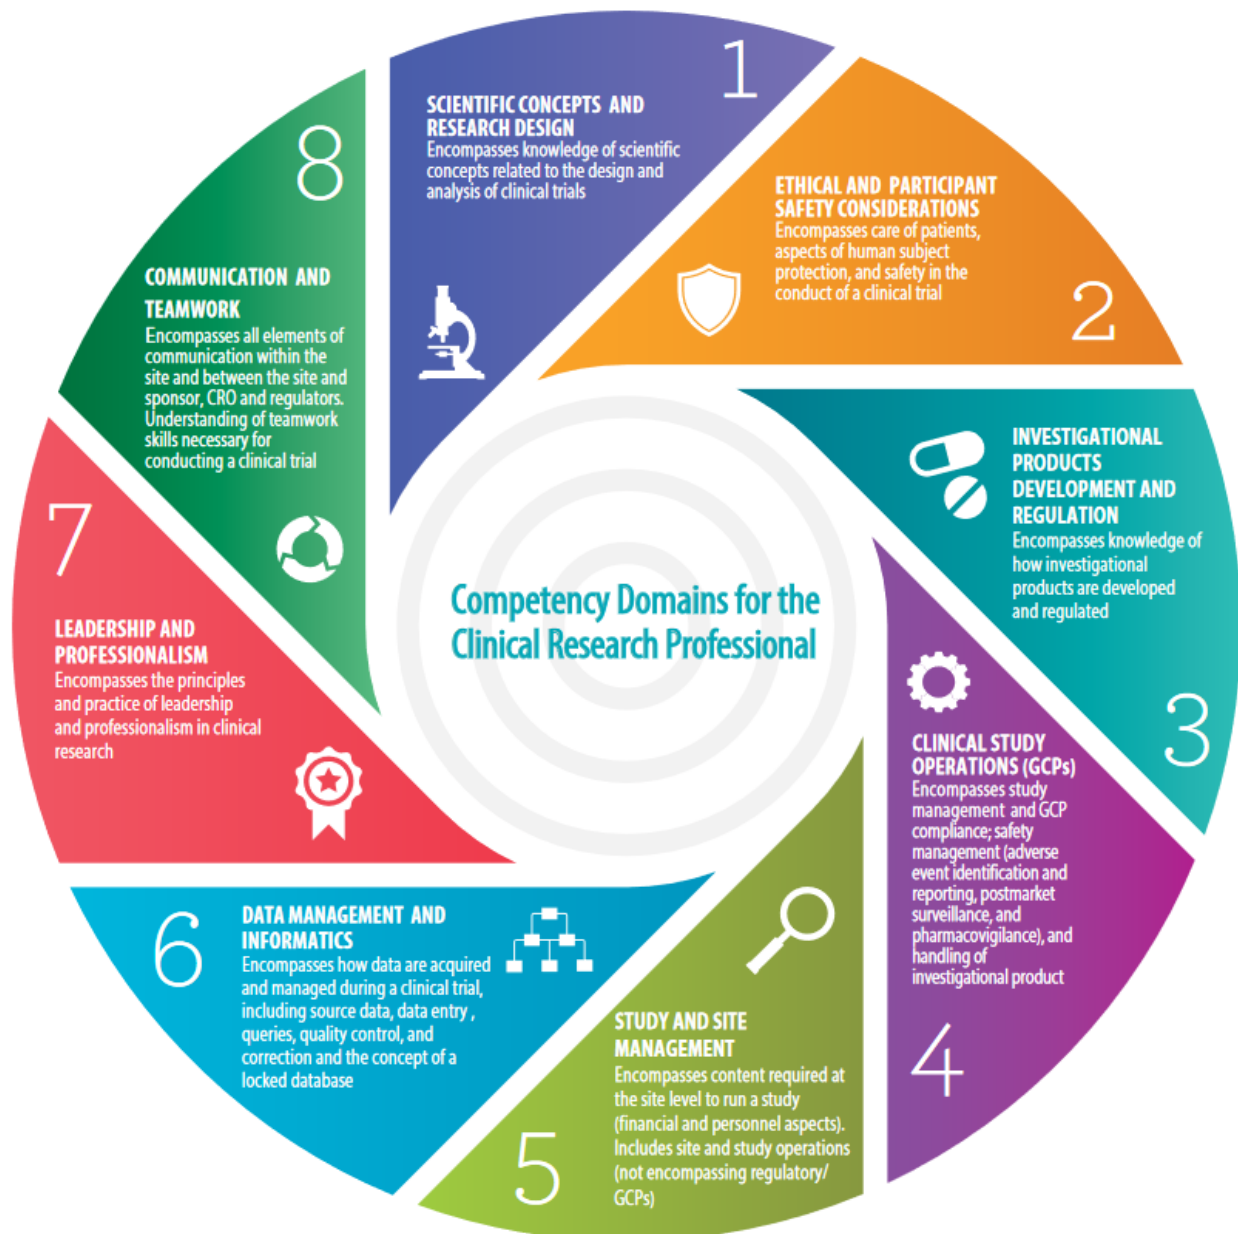 1
SCIENTIFIC CONCEPTS AND
RESEARCH DESIGN
Encompasses knowledge of scientific
concepts related to the design and
analysis of clinical trials
2
ETHICAL AND PARTICIPANT
SAFETY CONSIDERATIONS
Encompasses care of patients,
aspects of human subject
protection, and safety in the
conduct of a clinical trial
3
INVESTIGATIONAL
PRODUCTS
DEVELOPMENT AND
REGULATION
Encompasses knowledge of
how investigational
products are developed
and regulated
4
CLINICAL STUDY
OPERATIONS (GCPs)
Encompasses study
management and GCP
compliance; safety
management (adverse
event identification and
reporting, postmarket
surveillance, and
pharmacovigilance), and
handling of
investigational product
5
STUDY AND SITE
MANAGEMENT
Encompasses content required at
the site level to run a study
(financial and personnel aspects).
Includes site and study operations
(not encompassing regulatory/
GCPs)
6
DATA MANAGEMENT AND
INFORMATICS
Encompasses how data are acquired
and managed during a clinical trial,
including source data, data entry ,
queries, quality control, and
correction and the concept of a
locked database
7
LEADERSHIP AND
PROFESSIONALISM
Encompasses the principles
and practice of leadership
and professionalism in clinical
research
8
COMMUNICATION AND
TEAMWORK
Encompasses all elements of
communication within the
site and between the site and
sponsor, CRO and regulators.
Understanding of teamwork
skills necessary for
conducting a clinical trial
Competency Domains for the
Clinical Research Professional